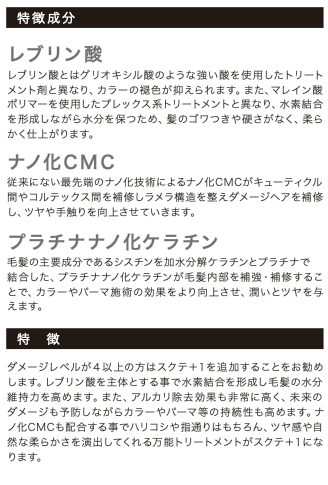 特徴成分
レブリン酸
レブリン酸とはグリオキシル酸のような強い酸を使用したトリート
メント剤と異なり、カラーの褪色が抑えられます。また、マレイン酸
ポリマーを使用したプレックス系トリートメントと異なり、水素結合
を形成しながら水分を保つため、髪のゴワつきや硬さがなく、柔ら
かく仕上がります。
ナノ化CMC
従来にない最先端のナノ化技術によるナノ化CMCがキューティクル
間やコルテックス間を補修しラメラ構造を整えダメージヘアを補修
し、ツヤや手触りを向上させていきます。
プラチナナノ化ケラチン
毛髪の主要成分であるシスチンを加水分解ケラチンとプラチナで
結合した、プラチナナノ化ケラチンが毛髪内部を補強・補修するこ
とで、カラーやパーマ施術の効果をより向上させ、潤いとツヤを与
えます。
特 徴
ダメージレベルが4以上の方はスクテ+1を追加することをお勧め
します。レブリン酸を主体とする事で水素結合を形成し毛髪の水分
維持力を高めます。また、アルカリ除去効果も非常に高く、未来の
ダメージも予防しながらカラーやパーマ等の持続性も高めます。ナ
ノ化CMCも配合する事でハリコシや指通りはもちろん、ツヤ感や自
然な柔らかさを演出してくれる万能トリートメントがスクテ+1にな
ります。